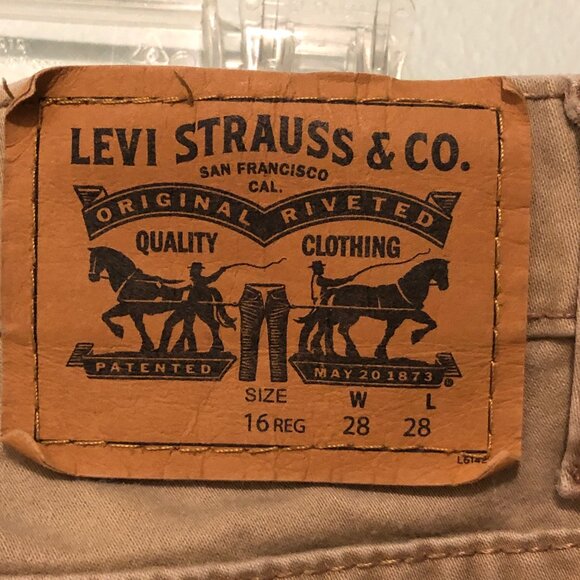 LEVI STRAUSS & CO.
SAN FRANCISCO
CAL.
ORIGINAL RIVETED
QUALITY CLOTHING
PATENTED MAY 20 1873 ®
SIZE W L
16 REG 28 28
L6142